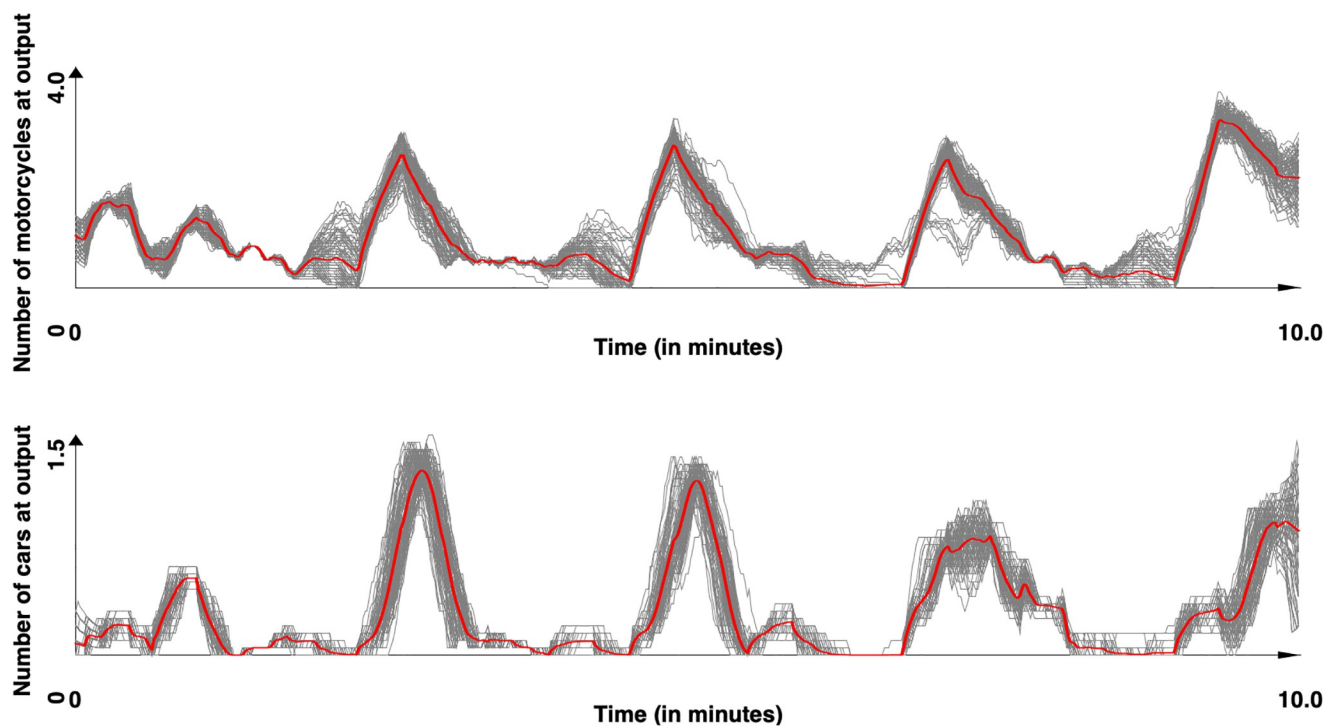 Number of motorcycles at output
4.0
0
0
Time (in minutes)
10.0
Number of cars at output
1.5
0
0
Time (in minutes)
10.0